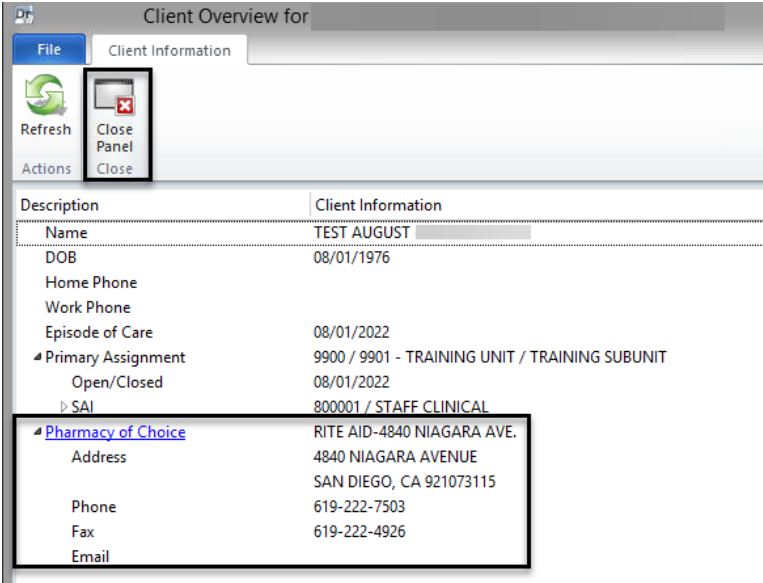 Client Overview for
File Client Information
Refresh Close
Panel
Actions Close
Description Client Information
Name TEST AUGUST
DOB 08/01/1976
Home Phone
Work Phone
Episode of Care 08/01/2022
Primary Assignment 9900 / 9901 - TRAINING UNIT / TRAINING SUBUNIT
Open/Closed 08/01/2022
SAI 800001 / STAFF CLINICAL
Pharmacy of Choice RITE AID-4840 NIAGARA AVE.
Address 4840 NIAGARA AVENUE
SAN DIEGO, CA 921073115
Phone 619-222-7503
Fax 619-222-4926
Email